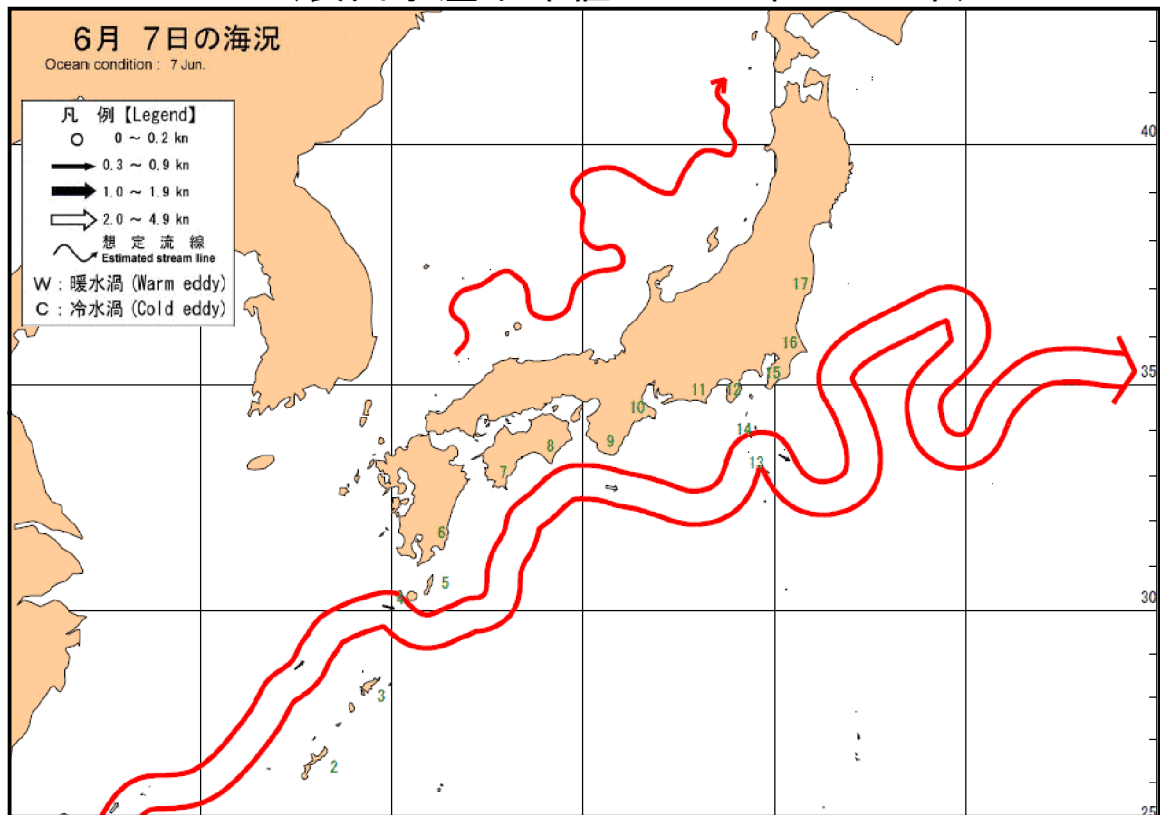 6月 7日の海況
Ocean condition : 7 Jun.
凡 例【Legend】
0 ～ 0.2 kn
0.3 ～ 0.9 kn
1.0 ～ 1.9 kn
2.0 ～ 4.9 kn
想 定 流 線
Estimated stream line
W : 暖水渦 (Warm eddy)
C : 冷水渦 (Cold eddy)
40
17
16
35
15
12
11
10
14
9
8
13
7
6
5
4
30
3
2
25